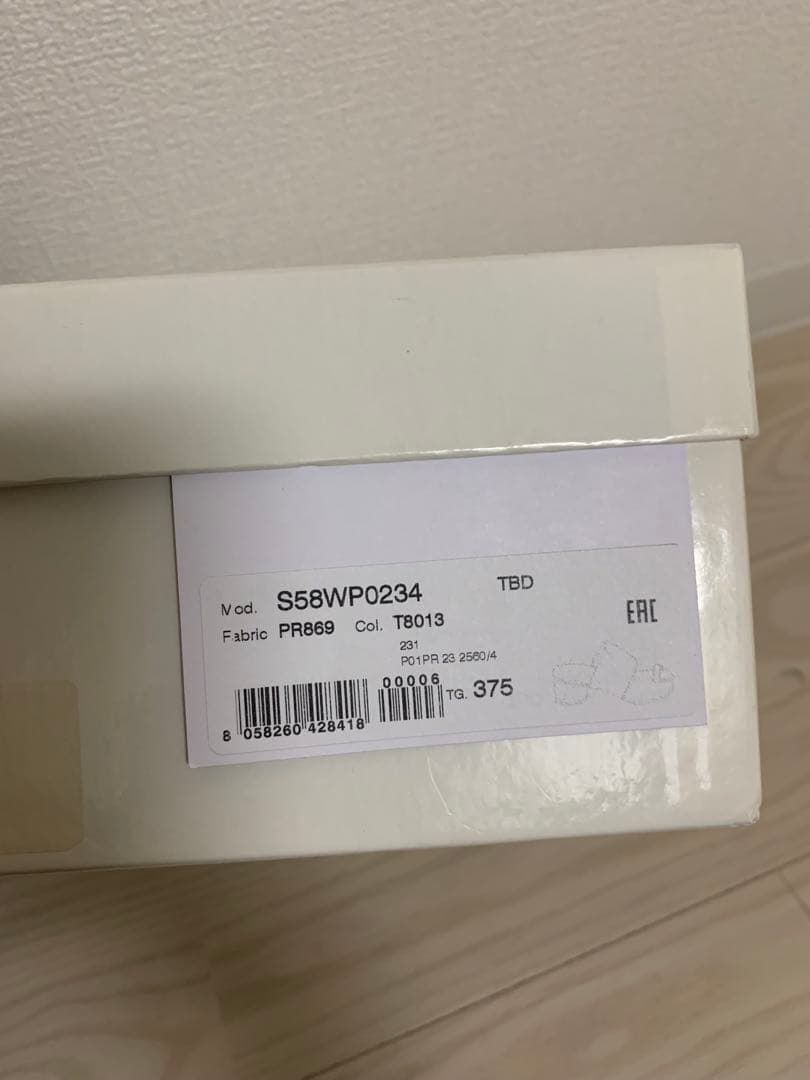 Mod. S58WP0234 TBD
Fabric PR869 Col. T8013
EAC
231
P01PR 23 2560/4
00006
TG. 375
8 058260 428418